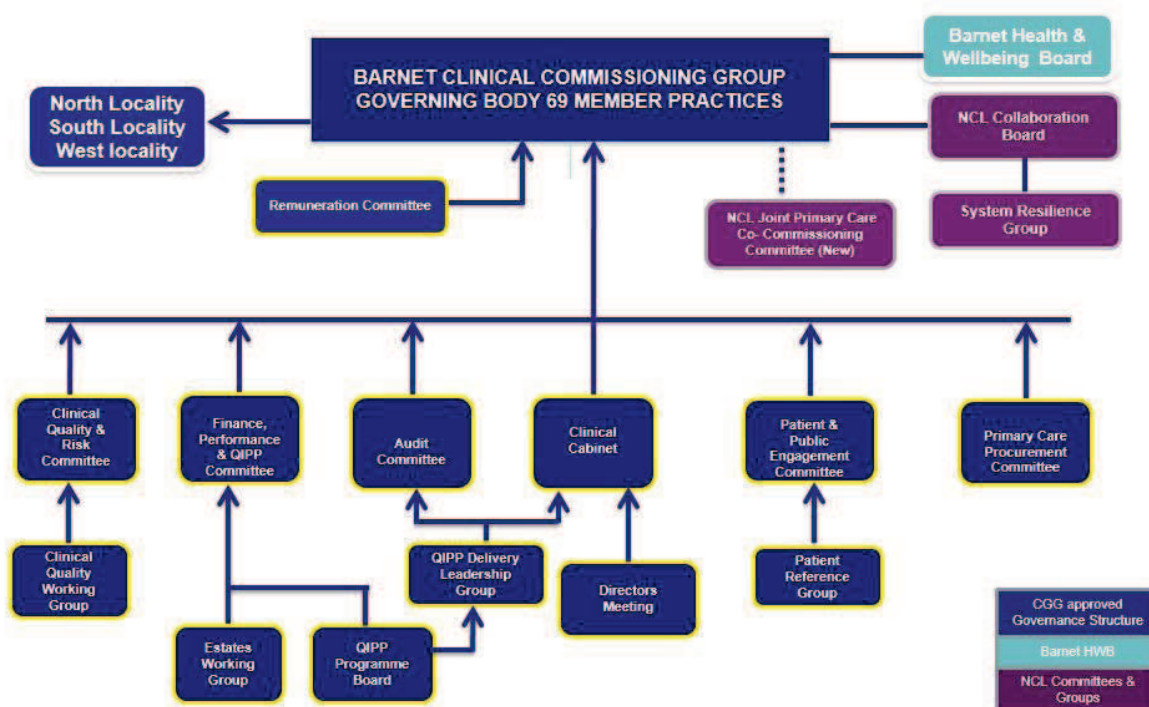 Barnet Health &
Wellbeing Board
BARNET CLINICAL COMMISSIONING GROUP
GOVERNING BODY 69 MEMBER PRACTICES
North Locality
South Locality
West locality
NCL Collaboration
Board
Remuneration Committee
NCL Joint Primary Care
Co- Commissioning
Committee (New)
System Resilience
Group
Clinical
Quality &
Risk
Committee
Finance,
Performance
& QIPP
Committee
Audit
Committee
Clinical
Cabinet
Patient &
Public
Engagement
Committee
Primary Care
Procurement
Committee
Clinical
Quality
Working
Group
QIPP Delivery
Leadership
Group
Directors
Meeting
Patient
Reference
Group
Estates
Working
Group
QIPP
Programme
Board
CGG approved
Governance Structure
Barnet HWB
NCL Committees &
Groups